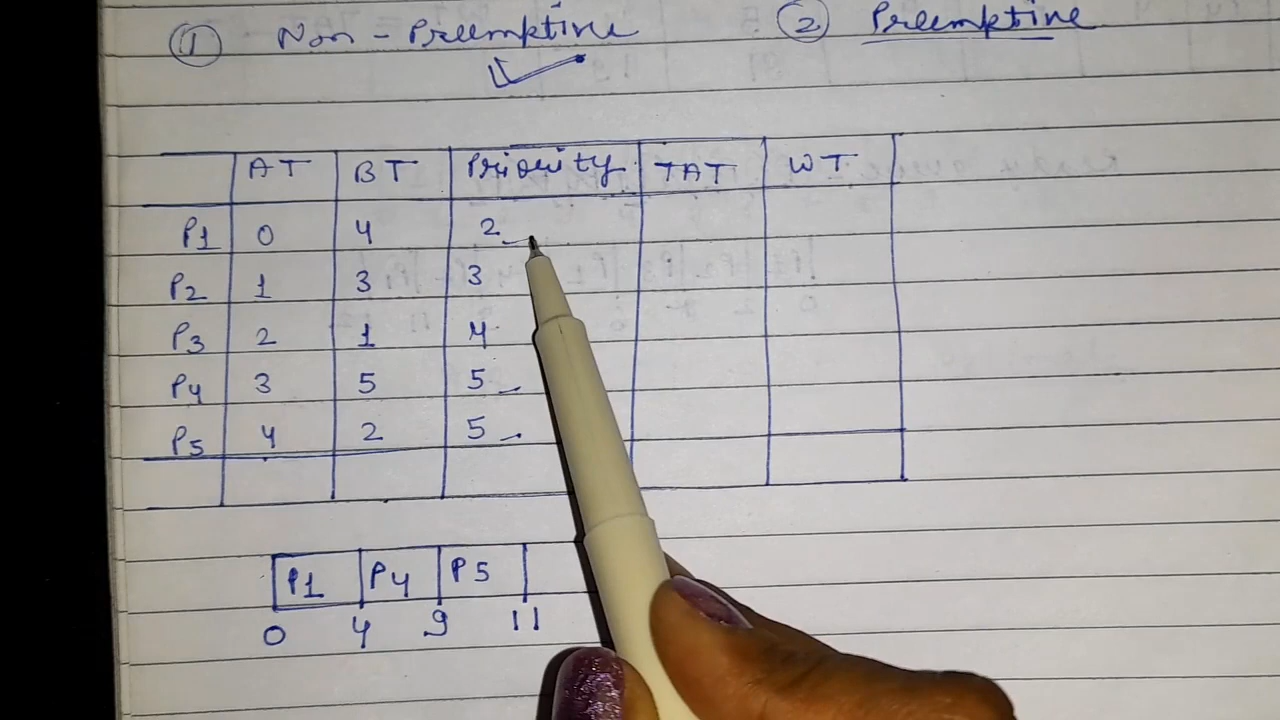 1 Non-Preemptive 2 Preemptive
AT BT Priority TAT WT
P1 0 4 2
P2 1 3 3
P3 2 1 4
P4 3 5 5
P5 4 2 5
P1 P4 P5
0 4 9 11